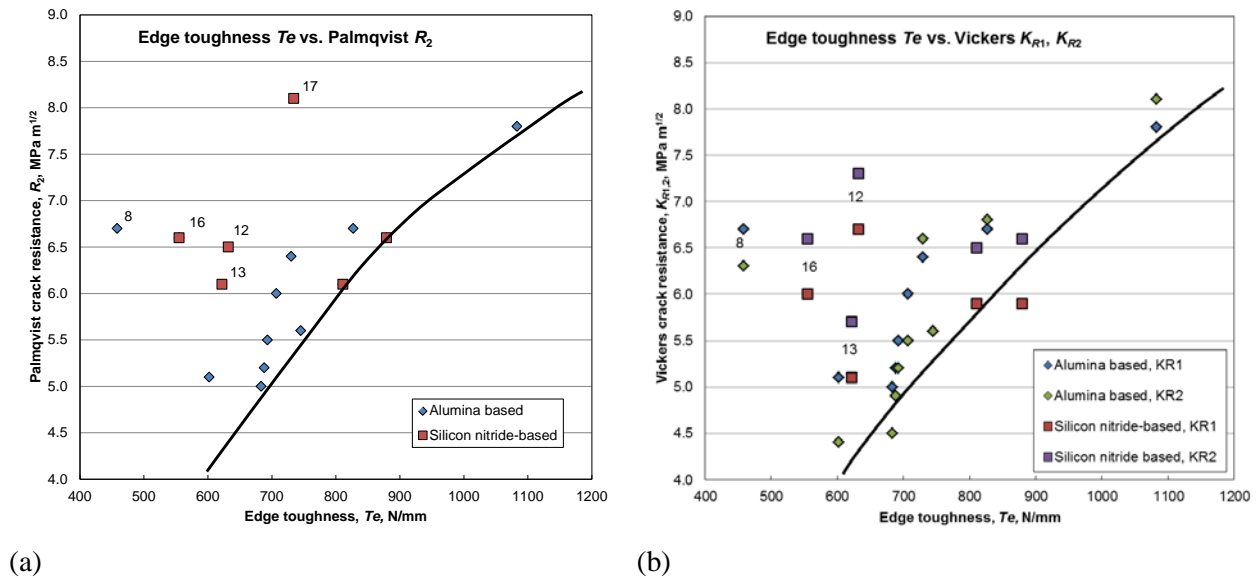 Edge toughness Te vs. Palmqvist R2
Palmqvist crack resistance, R2, MPa m1/2
9.0
8.5
8.0
7.5
7.0
6.5
6.0
5.5
5.0
4.5
4.0
17
8
16
12
13
Alumina based
Silicon nitride-based
400 500 600 700 800 900 1000 1100 1200
Edge toughness, Te, N/mm
(a)
Edge toughness Te vs. Vickers KR1, KR2
Vickers crack resistance, KR1,2, MPa m1/2
9.0
8.5
8.0
7.5
7.0
6.5
6.0
5.5
5.0
4.5
4.0
12
8
16
13
Alumina based, KR1
Alumina based, KR2
Silicon nitride-based, KR1
Silicon nitride based, KR2
400 500 600 700 800 900 1000 1100 1200
Edge toughness, Te, N/mm
(b)